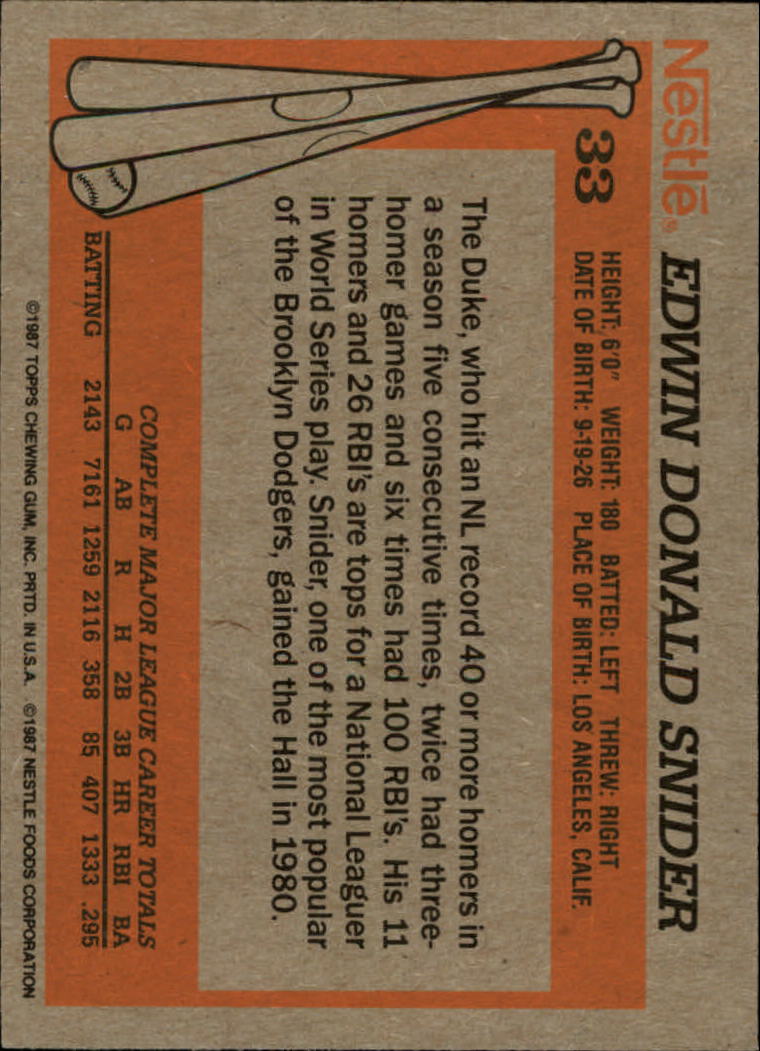 Nestlé®
EDWIN DONALD SNIDER
33
HEIGHT: 6'0" WEIGHT: 180 BATTED: LEFT THREW: RIGHT
DATE OF BIRTH: 9-19-26 PLACE OF BIRTH: LOS ANGELES, CALIF.
The Duke, who hit an NL record 40 or more homers in
a season five consecutive times, twice had three-
homer games and six times had 100 RBI's. His 11
homers and 26 RBI's are tops for a National Leaguer
in World Series play. Snider, one of the most popular
of the Brooklyn Dodgers, gained the Hall in 1980.
COMPLETE MAJOR LEAGUE CAREER TOTALS
G AB R H 2B 3B HR RBI BA
BATTING 2143 7161 1259 2116 358 85 407 1333 .295
©1987 TOPPS CHEWING GUM, INC. PRTD. IN U.S.A. ©1987 NESTLE FOODS CORPORATION